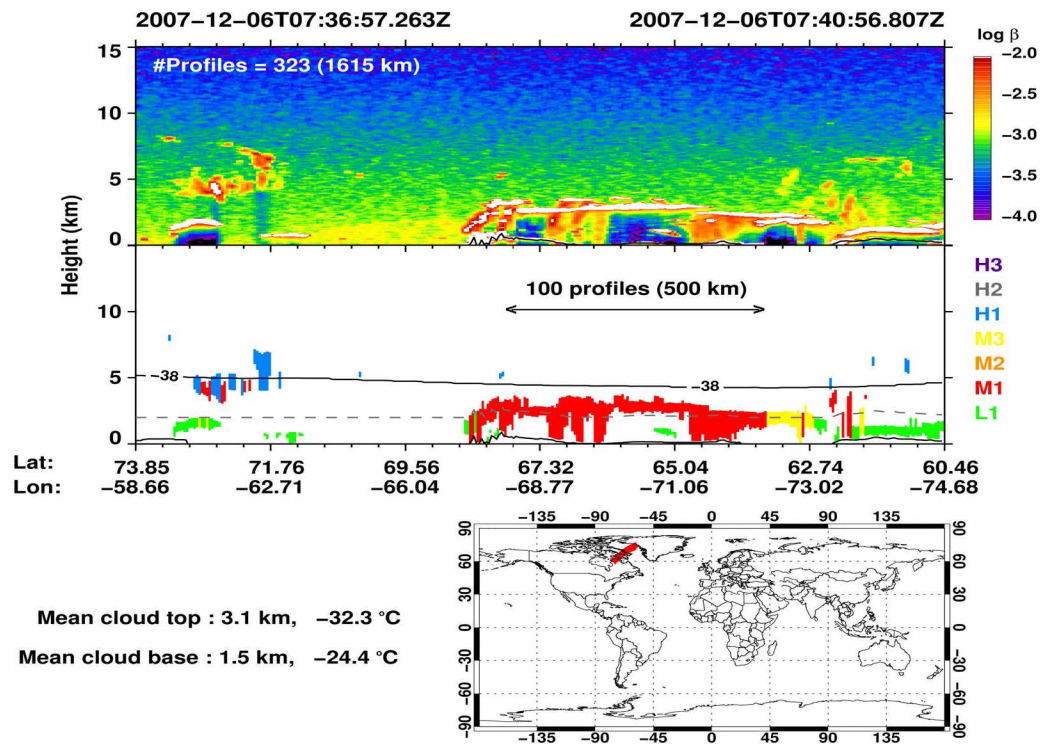 2007-12-06T07:36:57.263Z 2007-12-06T07:40:56.807Z
log β
#Profiles = 323 (1615 km)
15
10
5
0
−2.0
−2.5
−3.0
−3.5
−4.0
Height (km)
100 profiles (500 km)
10
5
0
−38
−38
H3
H2
H1
M3
M2
M1
L1
Lat: 73.85 71.76 69.56 67.32 65.04 62.74 60.46
Lon: −58.66 −62.71 −66.04 −68.77 −71.06 −73.02 −74.68
−135 −90 −45 0 45 90 135
90 90
60 60
30 30
0 0
−30 −30
−60 −60
−90 −90
−135 −90 −45 0 45 90 135
Mean cloud top : 3.1 km, −32.3 °C
Mean cloud base : 1.5 km, −24.4 °C